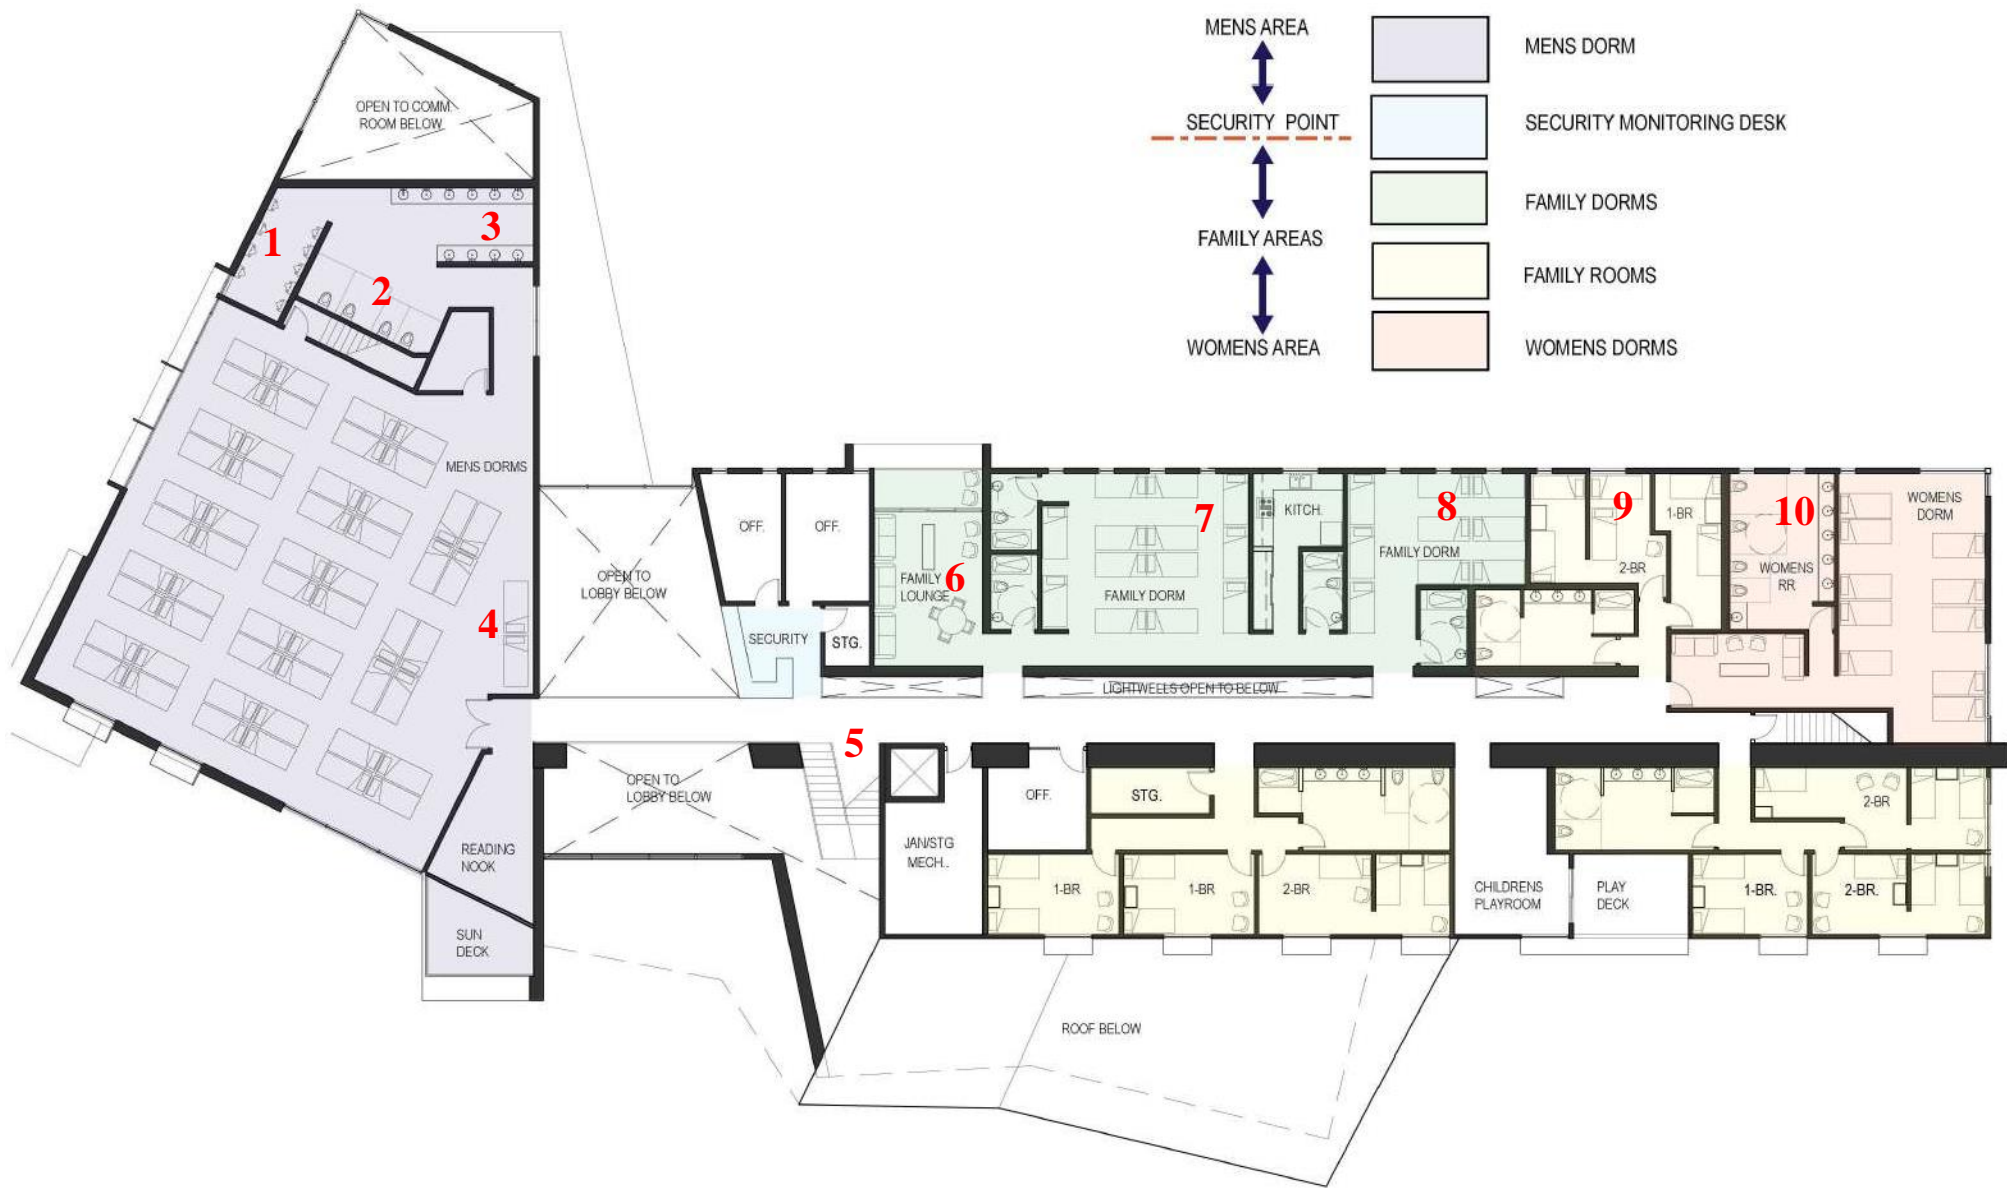 MENS AREA
SECURITY POINT
FAMILY AREAS
WOMENS AREA
MENS DORM
SECURITY MONITORING DESK
FAMILY DORMS
FAMILY ROOMS
WOMENS DORMS
OPEN TO COMM.
ROOM BELOW
1
2
3
MENS DORMS
4
READING
NOOK
SUN
DECK
OPEN TO
LOBBY BELOW
OFF.
OFF.
SECURITY
STG.
5
OPEN TO
LOBBY BELOW
FAMILY
LOUNGE
6
7
FAMILY DORM
KITCH.
8
FAMILY DORM
9
1-BR
2-BR
10
WOMENS
RR
WOMENS
DORM
LIGHTWELLS OPEN TO BELOW
JAN/STG
MECH..
OFF.
STG.
1-BR
1-BR
2-BR
CHILDRENS
PLAYROOM
PLAY
DECK
2-BR
1-BR.
2-BR.
ROOF BELOW